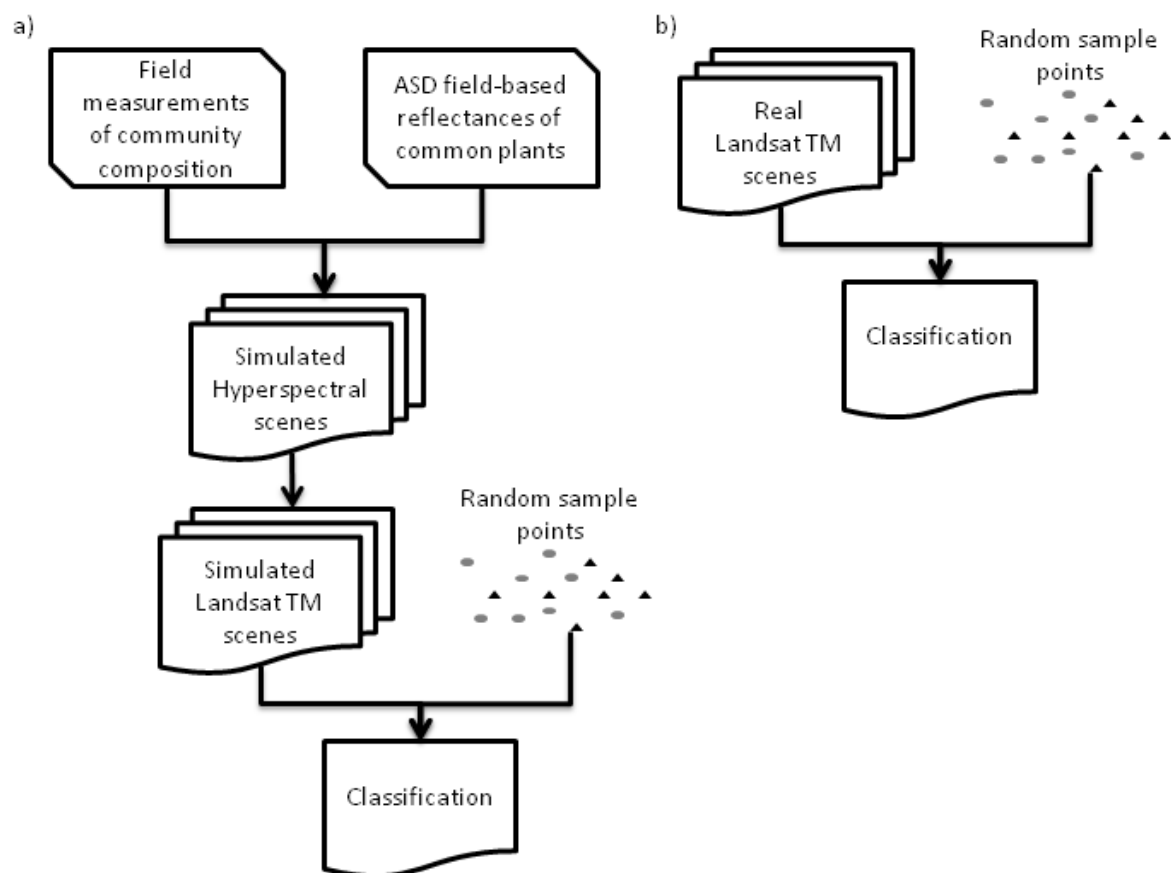 a)
Field
measurements
of community
composition
ASD field-based
reflectances of
common plants
Simulated
Hyperspectral
scenes
Simulated
Landsat TM
scenes
Random sample
points
Classification
b)
Real
Landsat TM
scenes
Random sample
points
Classification